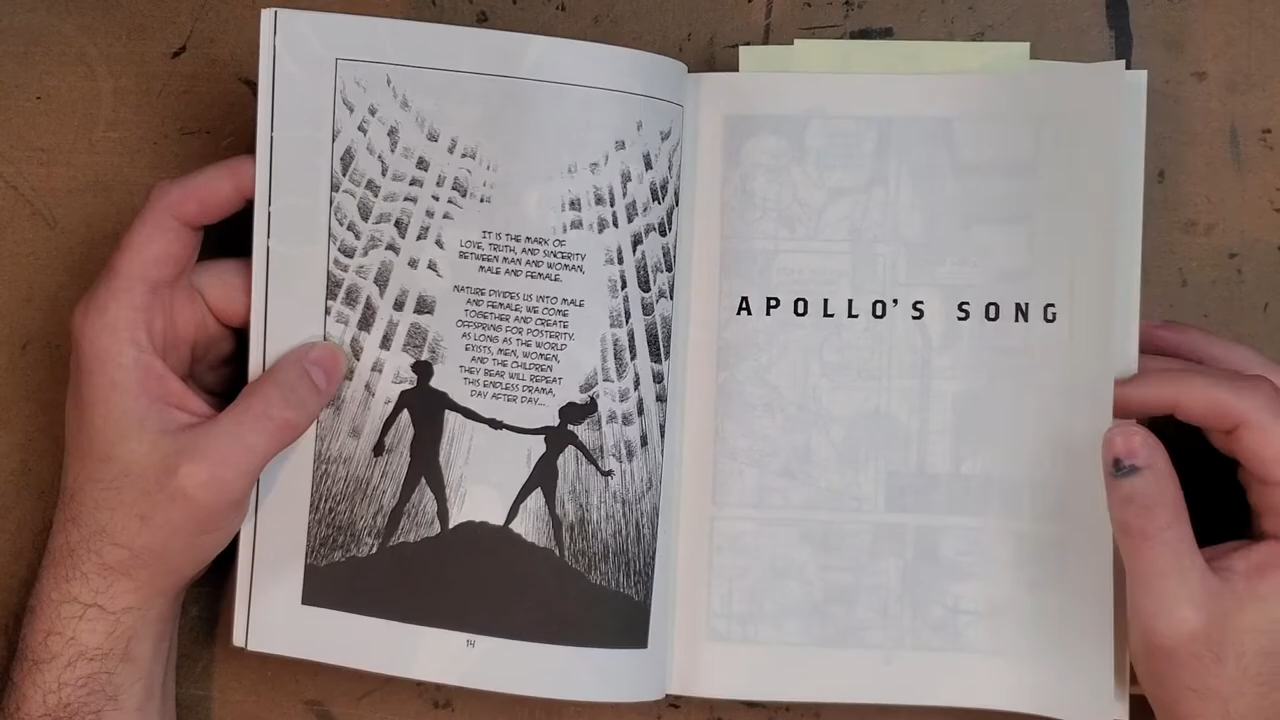 IT IS THE MARK OF
LOVE, TRUTH, AND SINCERITY
BETWEEN MAN AND WOMAN,
MALE AND FEMALE.
NATURE DIVIDES US INTO MALE
AND FEMALE; WE COME
TOGETHER AND CREATE
OFFSPRING FOR POSTERITY.
AS LONG AS THE WORLD
EXISTS, MEN, WOMEN,
AND THE CHILDREN
THEY BEAR WILL REPEAT
THIS ENDLESS DRAMA,
DAY AFTER DAY...
14
APOLLO'S SONG